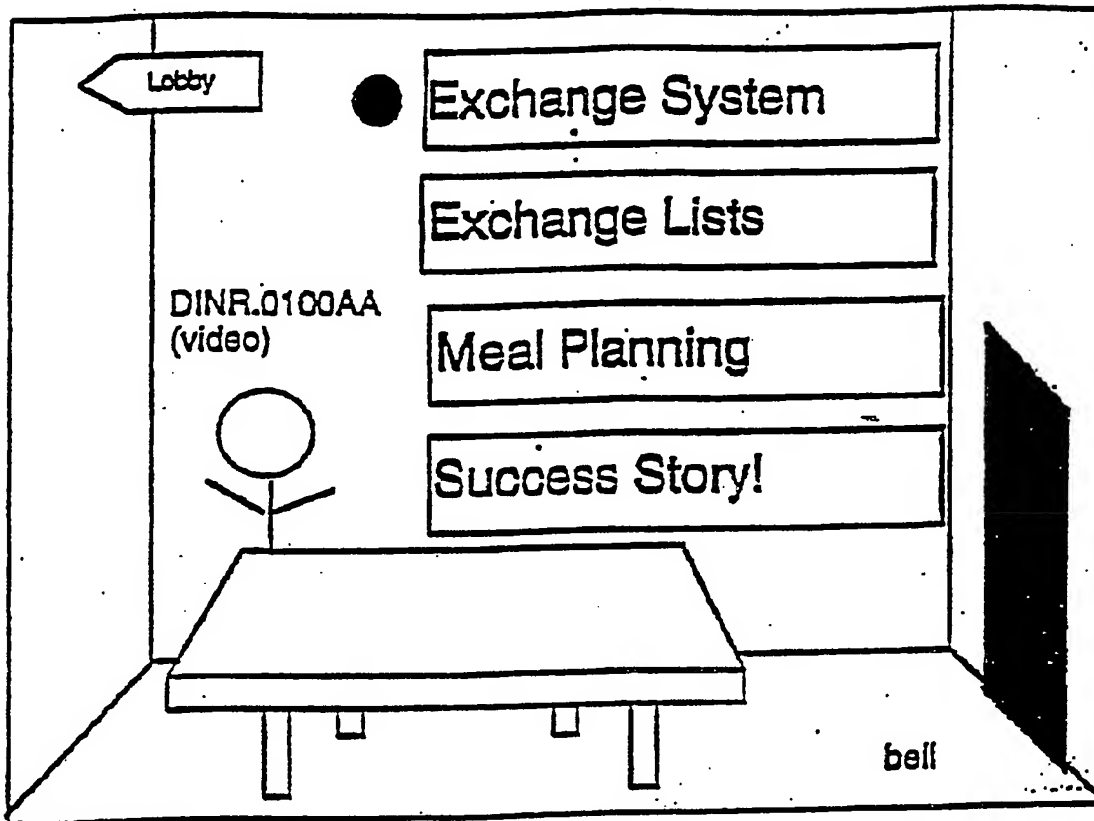 Lobby
Exchange System
Exchange Lists
DINR.0100AA
(video)
Meal Planning
Success Story!
bell